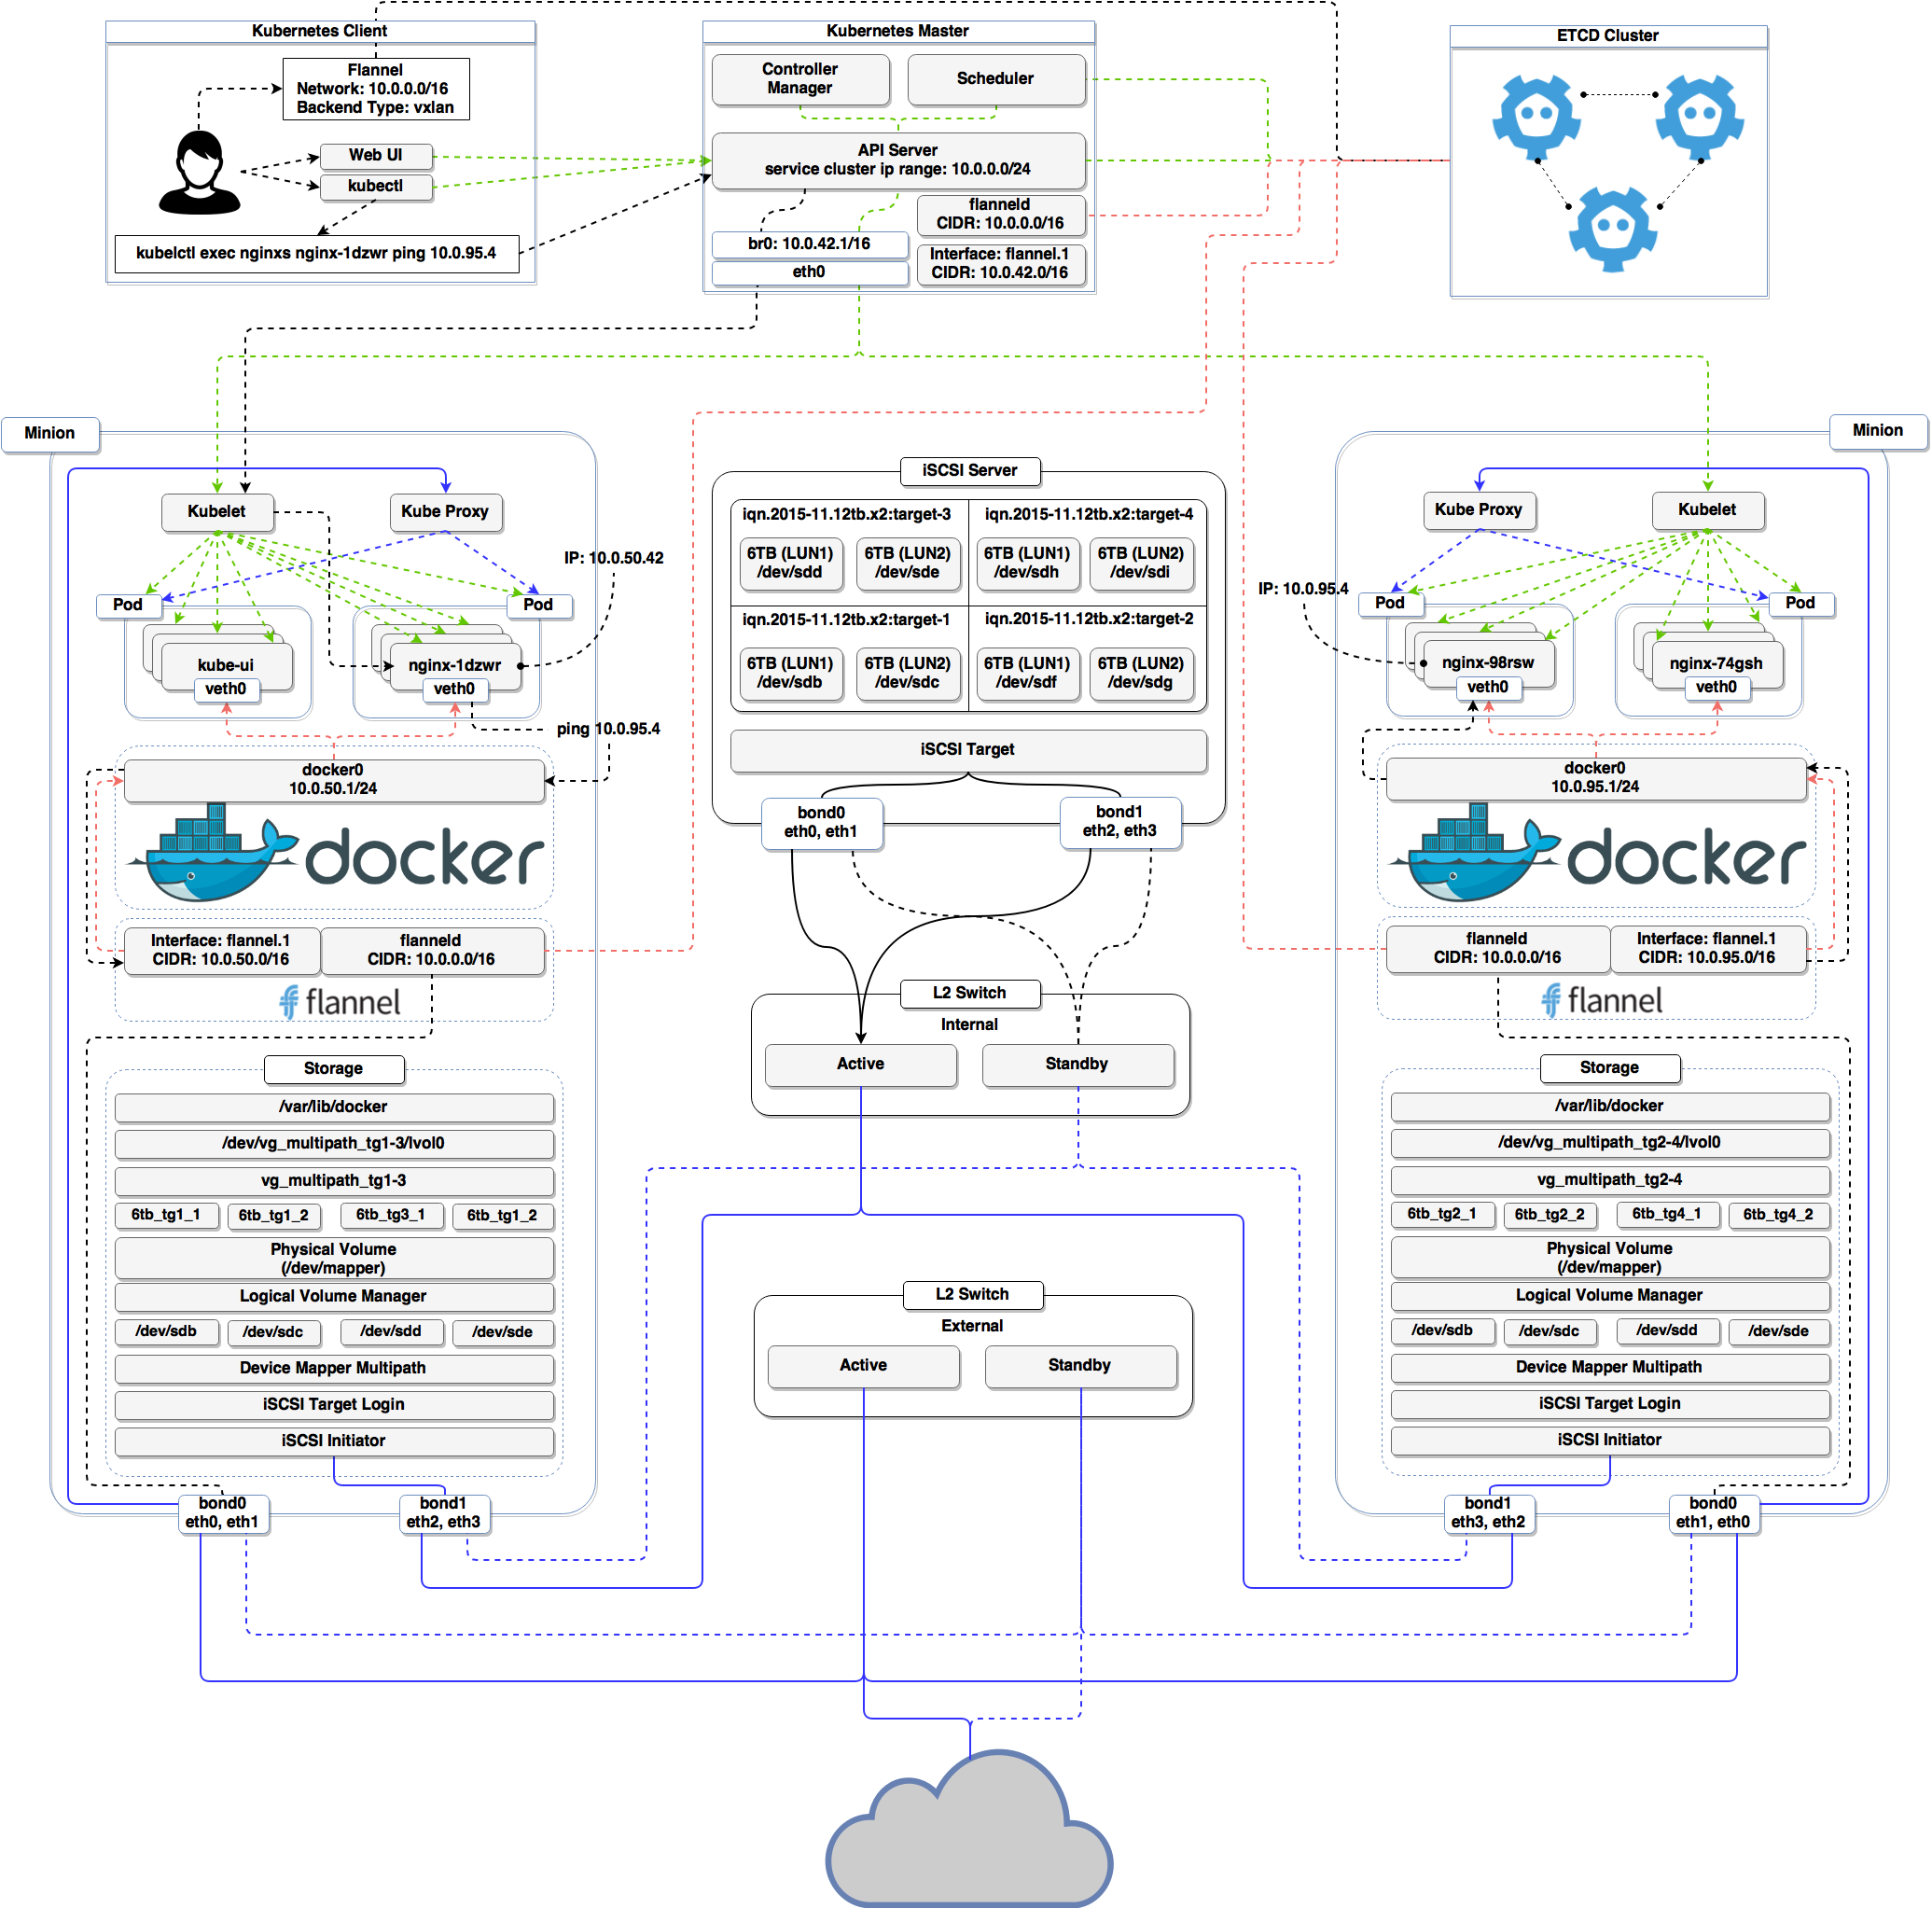 Kubernetes Client
Flannel
Network: 10.0.0.0/16
Backend Type: vxlan
Web UI
kubectl
kubelctl exec nginxs nginx-1dzwr ping 10.0.95.4
Kubernetes Master
Controller
Manager
Scheduler
API Server
service cluster ip range: 10.0.0.0/24
flanneld
CIDR: 10.0.0.0/16
br0: 10.0.42.1/16
eth0
Interface: flannel.1
CIDR: 10.0.42.0/16
ETCD Cluster
Minion
Kubelet
Kube Proxy
IP: 10.0.50.42
Pod
Pod
kube-ui
veth0
nginx-1dzwr
veth0
ping 10.0.95.4
docker0
10.0.50.1/24
docker
Interface: flannel.1
CIDR: 10.0.50.0/16
flanneld
CIDR: 10.0.0.0/16
flannel
Storage
/var/lib/docker
/dev/vg_multipath_tg1-3/lvol0
vg_multipath_tg1-3
6tb_tg1_1
6tb_tg1_2
6tb_tg3_1
6tb_tg1_2
Physical Volume
(/dev/mapper)
Logical Volume Manager
/dev/sdb
/dev/sdc
/dev/sdd
/dev/sde
Device Mapper Multipath
iSCSI Target Login
iSCSI Initiator
bond0
eth0, eth1
bond1
eth2, eth3
iSCSI Server
iqn.2015-11.12tb.x2:target-3
6TB (LUN1)
/dev/sdd
6TB (LUN2)
/dev/sde
iqn.2015-11.12tb.x2:target-4
6TB (LUN1)
/dev/sdh
6TB (LUN2)
/dev/sdi
iqn.2015-11.12tb.x2:target-1
6TB (LUN1)
/dev/sdb
6TB (LUN2)
/dev/sdc
iqn.2015-11.12tb.x2:target-2
6TB (LUN1)
/dev/sdf
6TB (LUN2)
/dev/sdg
iSCSI Target
bond0
eth0, eth1
bond1
eth2, eth3
L2 Switch
Internal
Active
Standby
L2 Switch
External
Active
Standby
Minion
Kube Proxy
Kubelet
IP: 10.0.95.4
Pod
Pod
nginx-98rsw
veth0
nginx-74gsh
veth0
docker0
10.0.95.1/24
docker
flanneld
CIDR: 10.0.0.0/16
Interface: flannel.1
CIDR: 10.0.95.0/16
flannel
Storage
/var/lib/docker
/dev/vg_multipath_tg2-4/lvol0
vg_multipath_tg2-4
6tb_tg2_1
6tb_tg2_2
6tb_tg4_1
6tb_tg4_2
Physical Volume
(/dev/mapper)
Logical Volume Manager
/dev/sdb
/dev/sdc
/dev/sdd
/dev/sde
Device Mapper Multipath
iSCSI Target Login
iSCSI Initiator
bond1
eth3, eth2
bond0
eth1, eth0